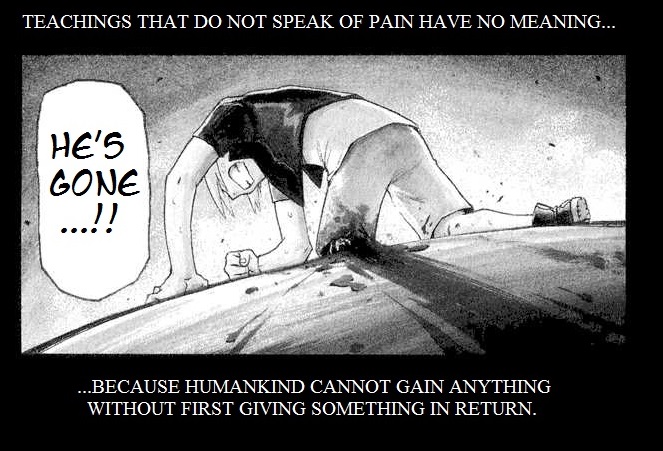 TEACHINGS THAT DO NOT SPEAK OF PAIN HAVE NO MEANING...
HE'S
GONE
...!!
...BECAUSE HUMANKIND CANNOT GAIN ANYTHING
WITHOUT FIRST GIVING SOMETHING IN RETURN.